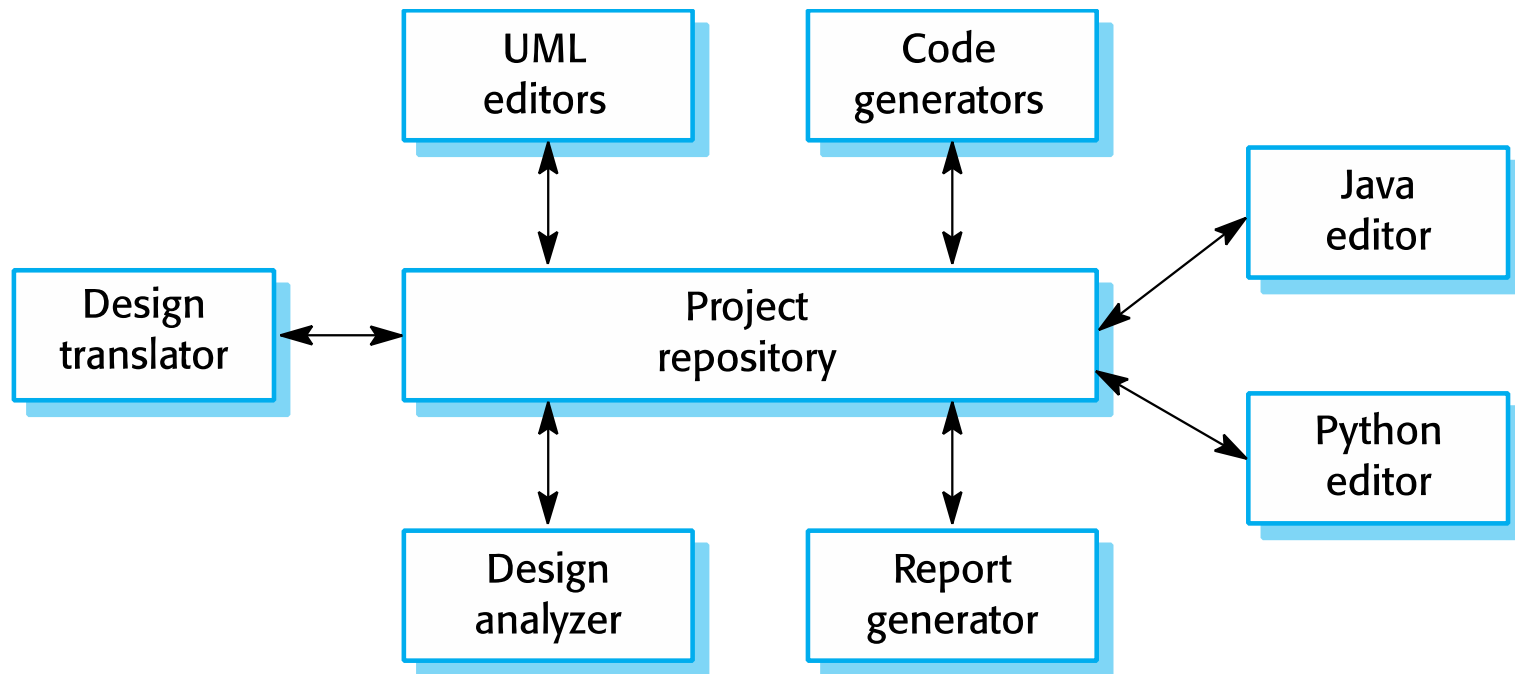 UML
editors
Code
generators
Java
editor
Design
translator
Project
repository
Python
editor
Design
analyzer
Report
generator